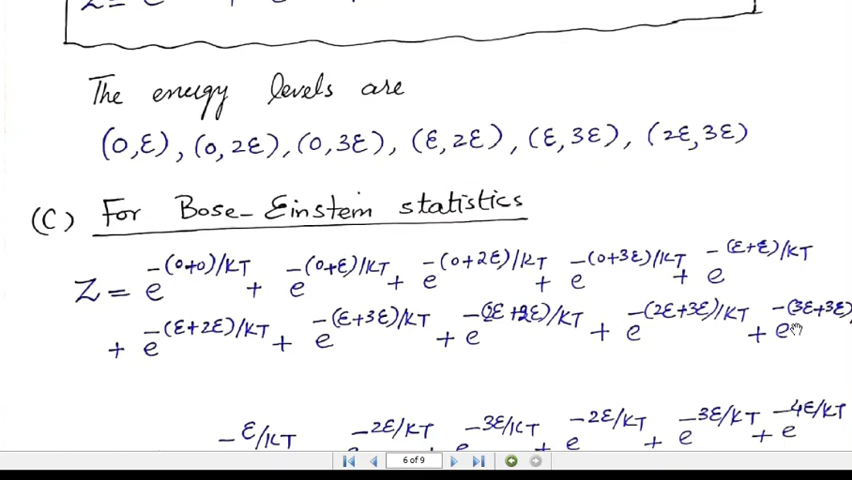 Z = e
The energy levels are
(0,ε), (0,2ε), (0,3ε), (ε,2ε), (ε,3ε), (2ε,3ε)
(C) For Bose-Einstein statistics
Z = e^-(0+0)/KT + e^-(0+ε)/KT + e^-(0+2ε)/KT + e^-(0+3ε)/KT + e^-(ε+ε)/KT
+ e^-(ε+2ε)/KT + e^-(ε+3ε)/KT + e^-(2ε+2ε)/KT + e^-(2ε+3ε)/KT + e^-(3ε+3ε)
-ε/KT -2ε/KT e^-3ε/KT + e^-2ε/KT + e^-3ε/KT + e^-4ε/KT
6 of 9